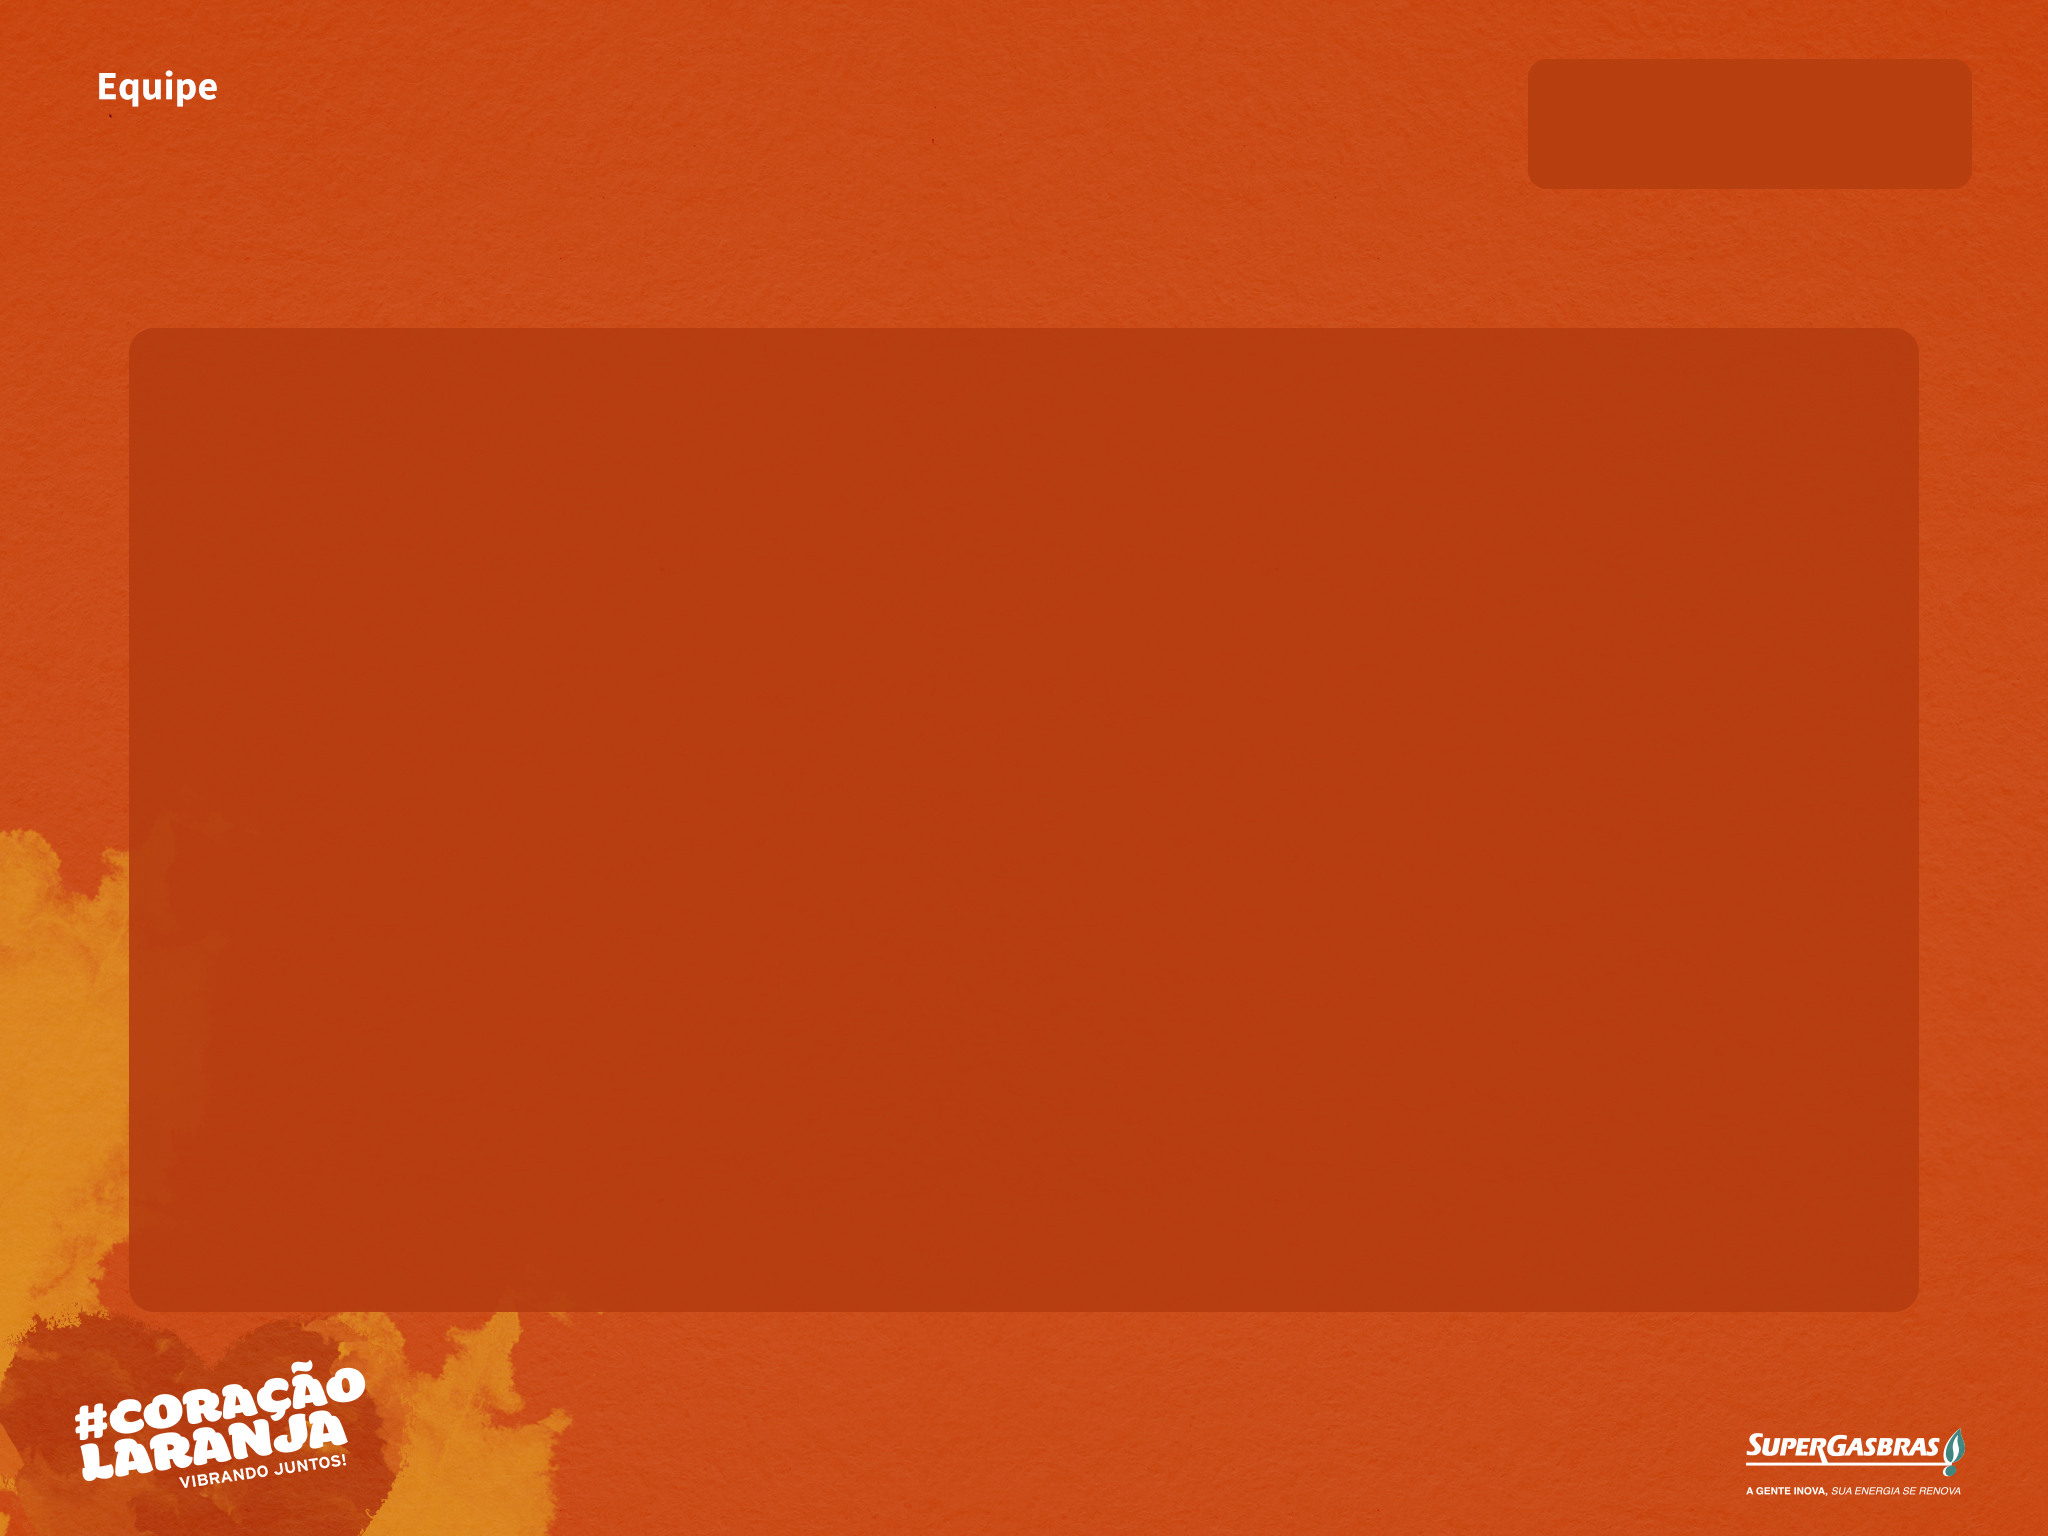 Equipe
#CORAÇÃO
LARANJA
VIBRANDO JUNTOS!
SUPERGASBRAS
A GENTE INOVA, SUA ENERGIA SE RENOVA